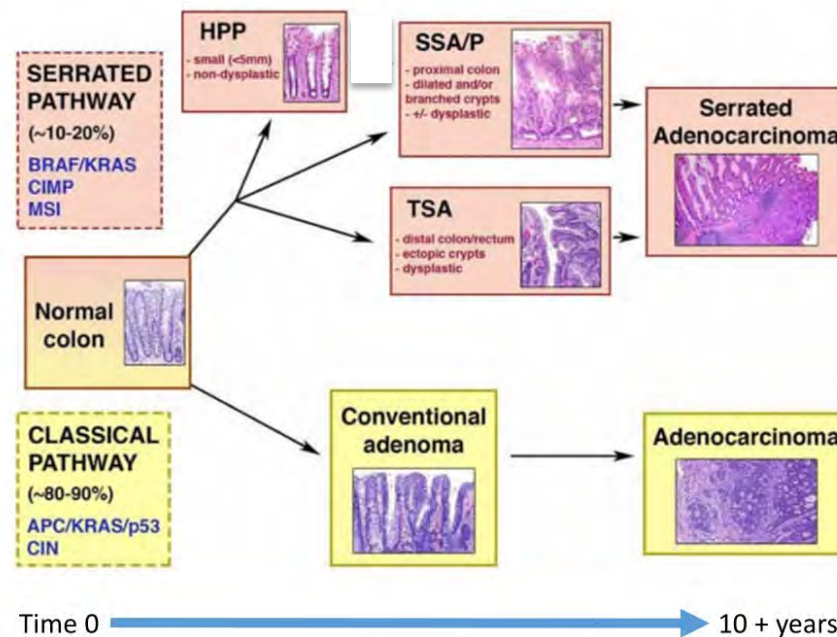 HPP
- small (<5mm)
- non-dysplastic
SSA/P
- proximal colon
- dilated and/or
branched crypts
- +/- dysplastic
SERRATED
PATHWAY
(~10-20%)
BRAF/KRAS
CIMP
MSI
Serrated
Adenocarcinoma
TSA
- distal colon/rectum
- ectopic crypts
- dysplastic
Normal
colon
CLASSICAL
PATHWAY
(~80-90%)
APC/KRAS/p53
CIN
Conventional
adenoma
Adenocarcinoma
Time 0
10 + years